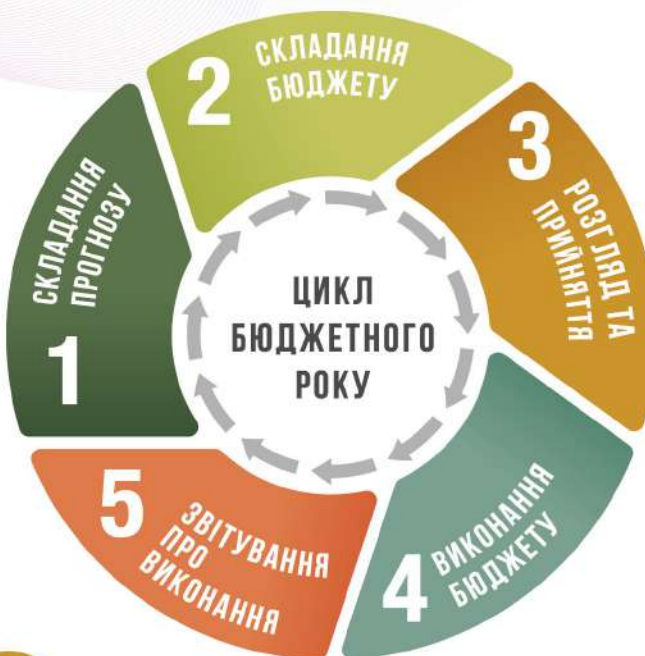 1
СКЛАДАННЯ
ПРОГНОЗУ
2
СКЛАДАННЯ
БЮДЖЕТУ
3
РОЗГЛЯД ТА
ПРИЙНЯТТЯ
4
ВИКОНАННЯ
БЮДЖЕТУ
5
ЗВІТУВАННЯ
ПРО
ВИКОНАННЯ
ЦИКЛ
БЮДЖЕТНОГО
РОКУ